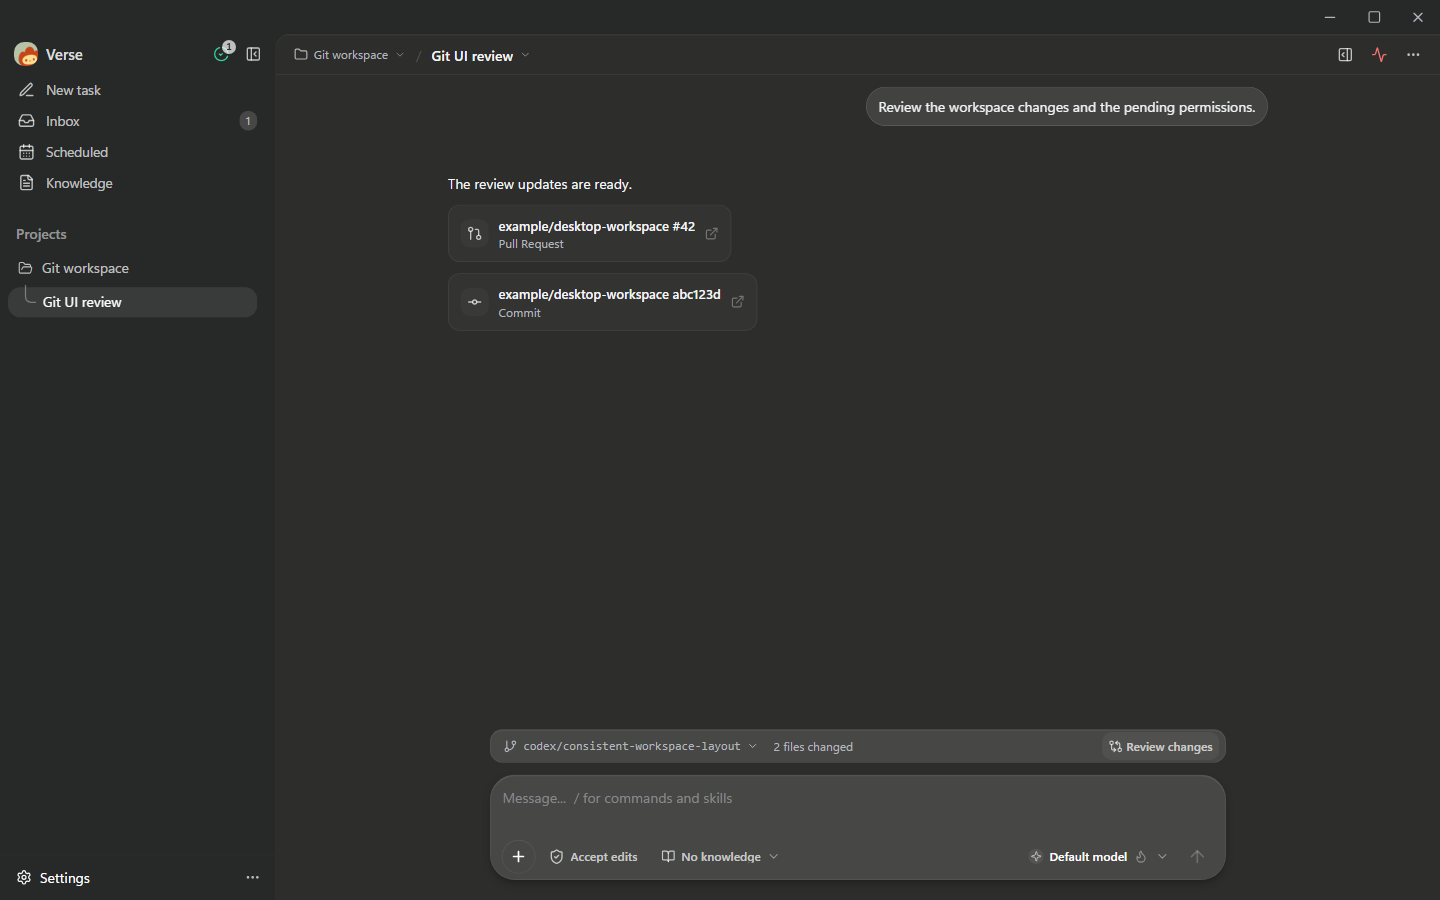 Verse
1
New task
Inbox
1
Scheduled
Knowledge
Projects
Git workspace
Git UI review
Settings
Git workspace / Git UI review
Review the workspace changes and the pending permissions.
The review updates are ready.
example/desktop-workspace #42
Pull Request
example/desktop-workspace abc123d
Commit
codex/consistent-workspace-layout 2 files changed Review changes
Message... / for commands and skills
Accept edits No knowledge Default model